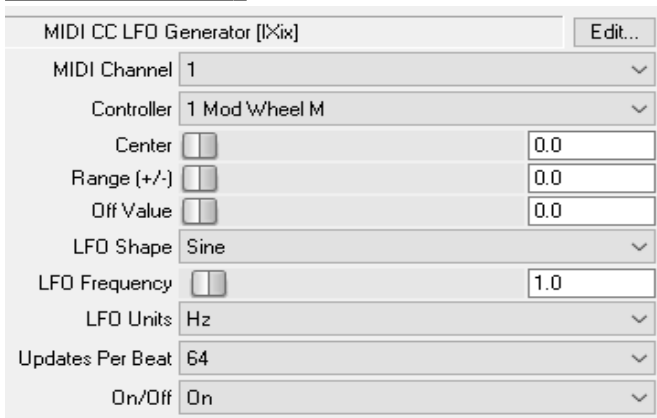 MIDI CC LFO Generator [IXix] Edit...
MIDI Channel 1
Controller 1 Mod Wheel M
Center 0.0
Range (+/-) 0.0
Off Value 0.0
LFO Shape Sine
LFO Frequency 1.0
LFO Units Hz
Updates Per Beat 64
On/Off On